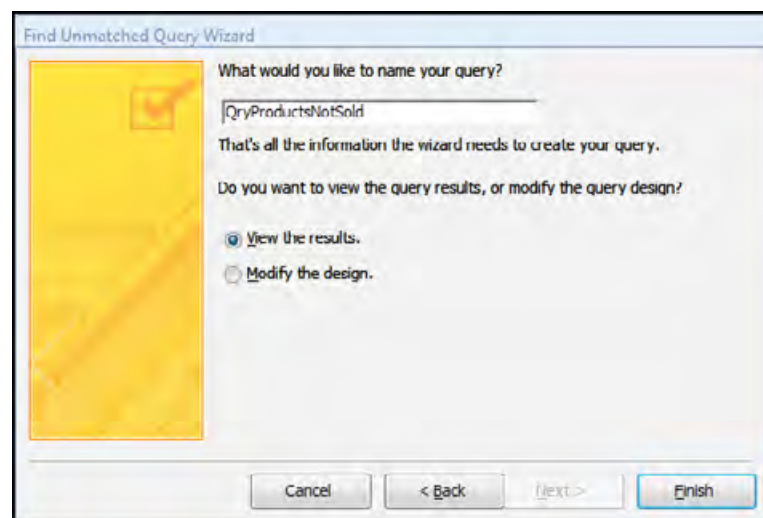 Find Unmatched Query Wizard
What would you like to name your query?
QryProductsNotSold
That's all the information the wizard needs to create your query.
Do you want to view the query results, or modify the query design?
View the results.
Modify the design.
Cancel < Back Next > Finish